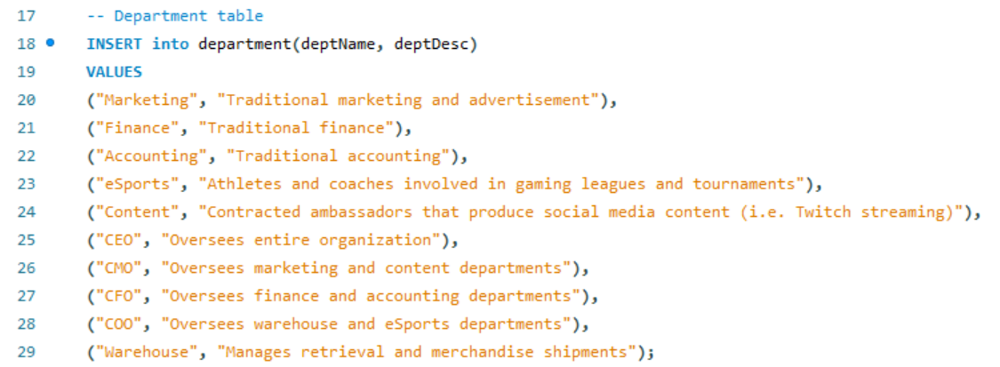 17 -- Department table
18 INSERT into department(deptName, deptDesc)
19 VALUES
20 ("Marketing", "Traditional marketing and advertisement"),
21 ("Finance", "Traditional finance"),
22 ("Accounting", "Traditional accounting"),
23 ("eSports", "Athletes and coaches involved in gaming leagues and tournaments"),
24 ("Content", "Contracted ambassadors that produce social media content (i.e. Twitch streaming)"),
25 ("CEO", "Oversees entire organization"),
26 ("CMO", "Oversees marketing and content departments"),
27 ("CFO", "Oversees finance and accounting departments"),
28 ("COO", "Oversees warehouse and eSports departments"),
29 ("Warehouse", "Manages retrieval and merchandise shipments");